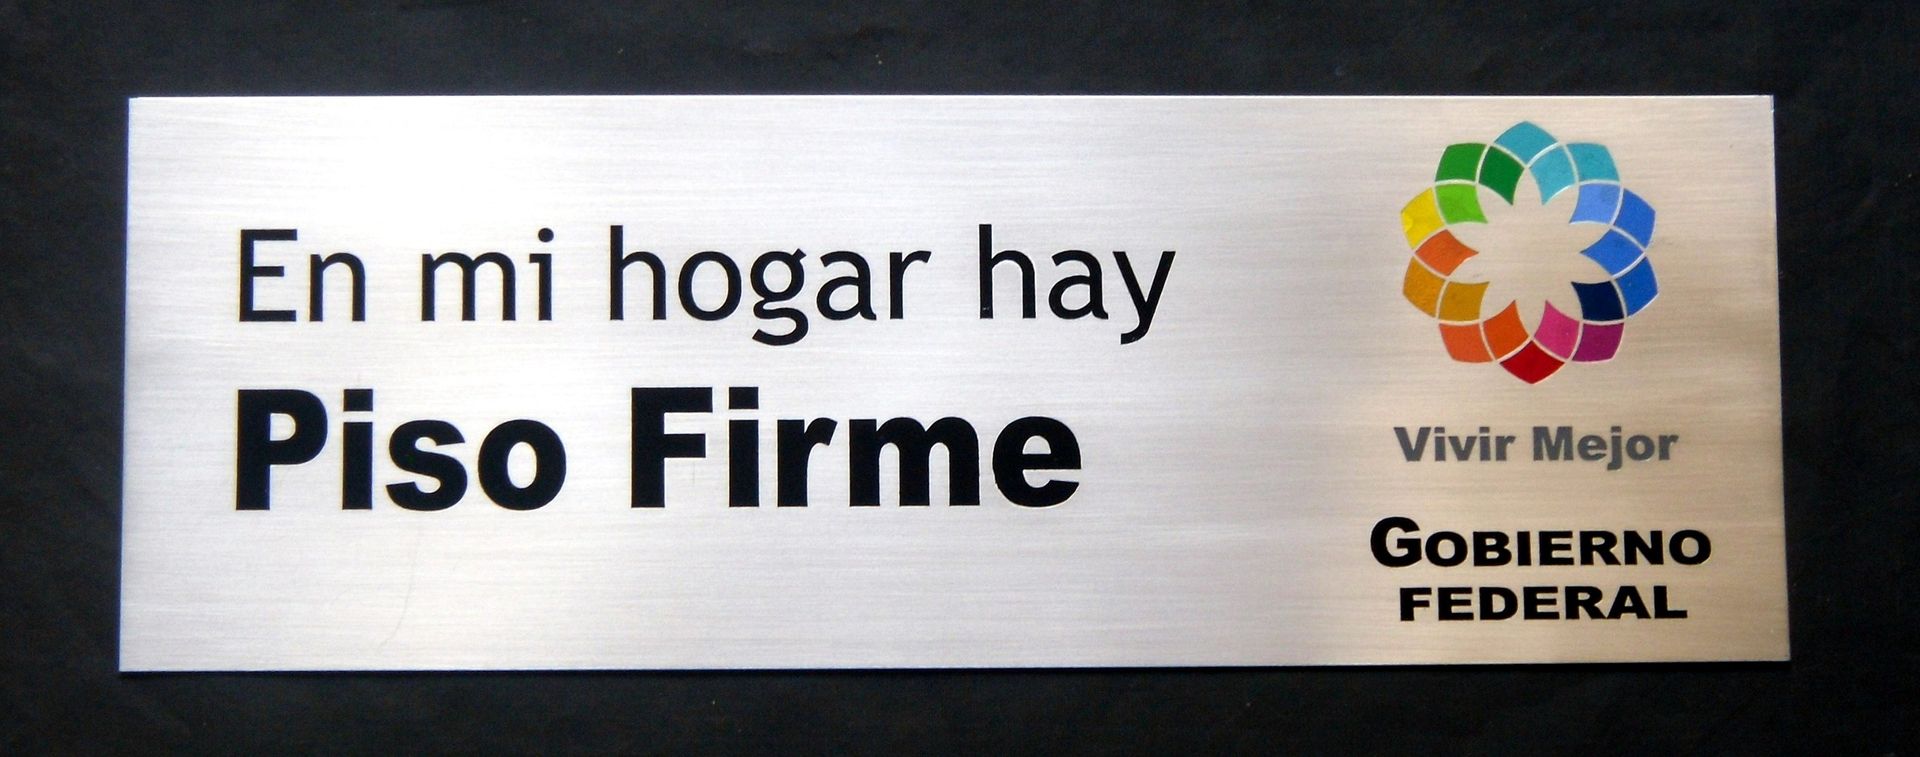 En mi hogar hay
Piso Firme
Vivir Mejor
GOBIERNO
FEDERAL